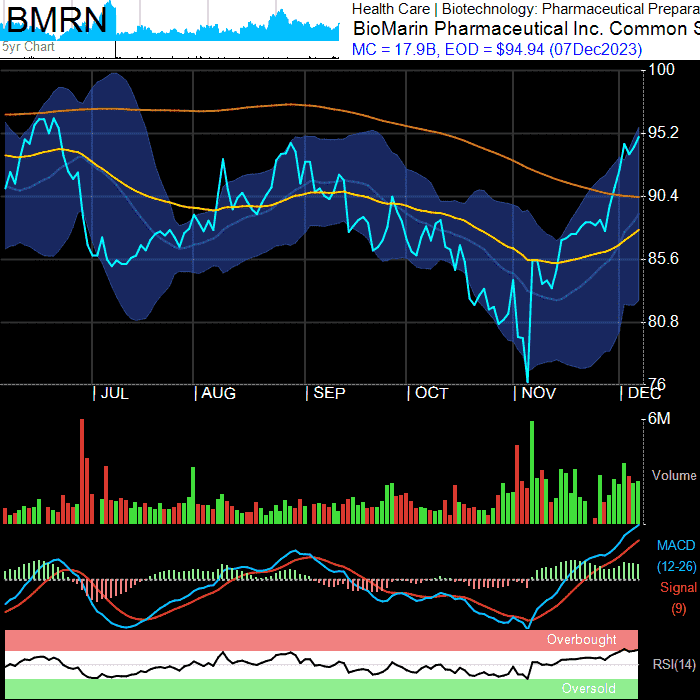 BMRN
5yr Chart
Health Care | Biotechnology: Pharmaceutical Prepara
BioMarin Pharmaceutical Inc. Common S
MC = 17.9B, EOD = $94.94 (07Dec2023)
100
95.2
90.4
85.6
80.8
76
JUL AUG SEP OCT NOV DEC
6M
Volume
MACD
(12-26)
Signal
(9)
Overbought
RSI(14)
Oversold